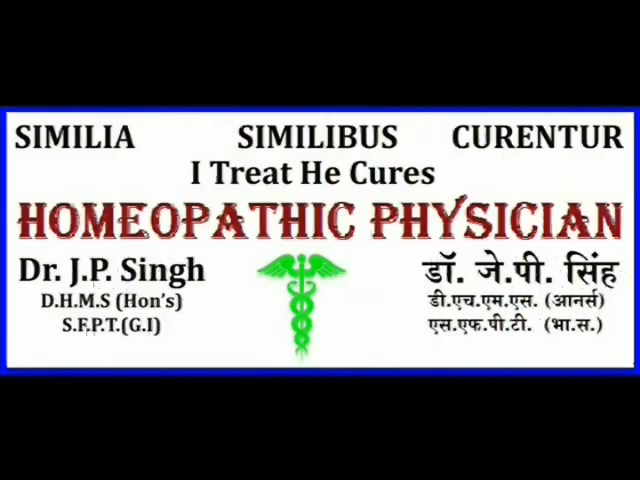 SIMILIA SIMILIBUS CURENTUR
I Treat He Cures
HOMEOPATHIC PHYSICIAN
Dr. J.P. Singh
D.H.M.S (Hon's)
S.F.P.T.(G.I)
डॉ. जे.पी. सिंह
डी.एच.एम.एस. (आनर्स)
एस.एफ.पी.टी. (भा.स.)